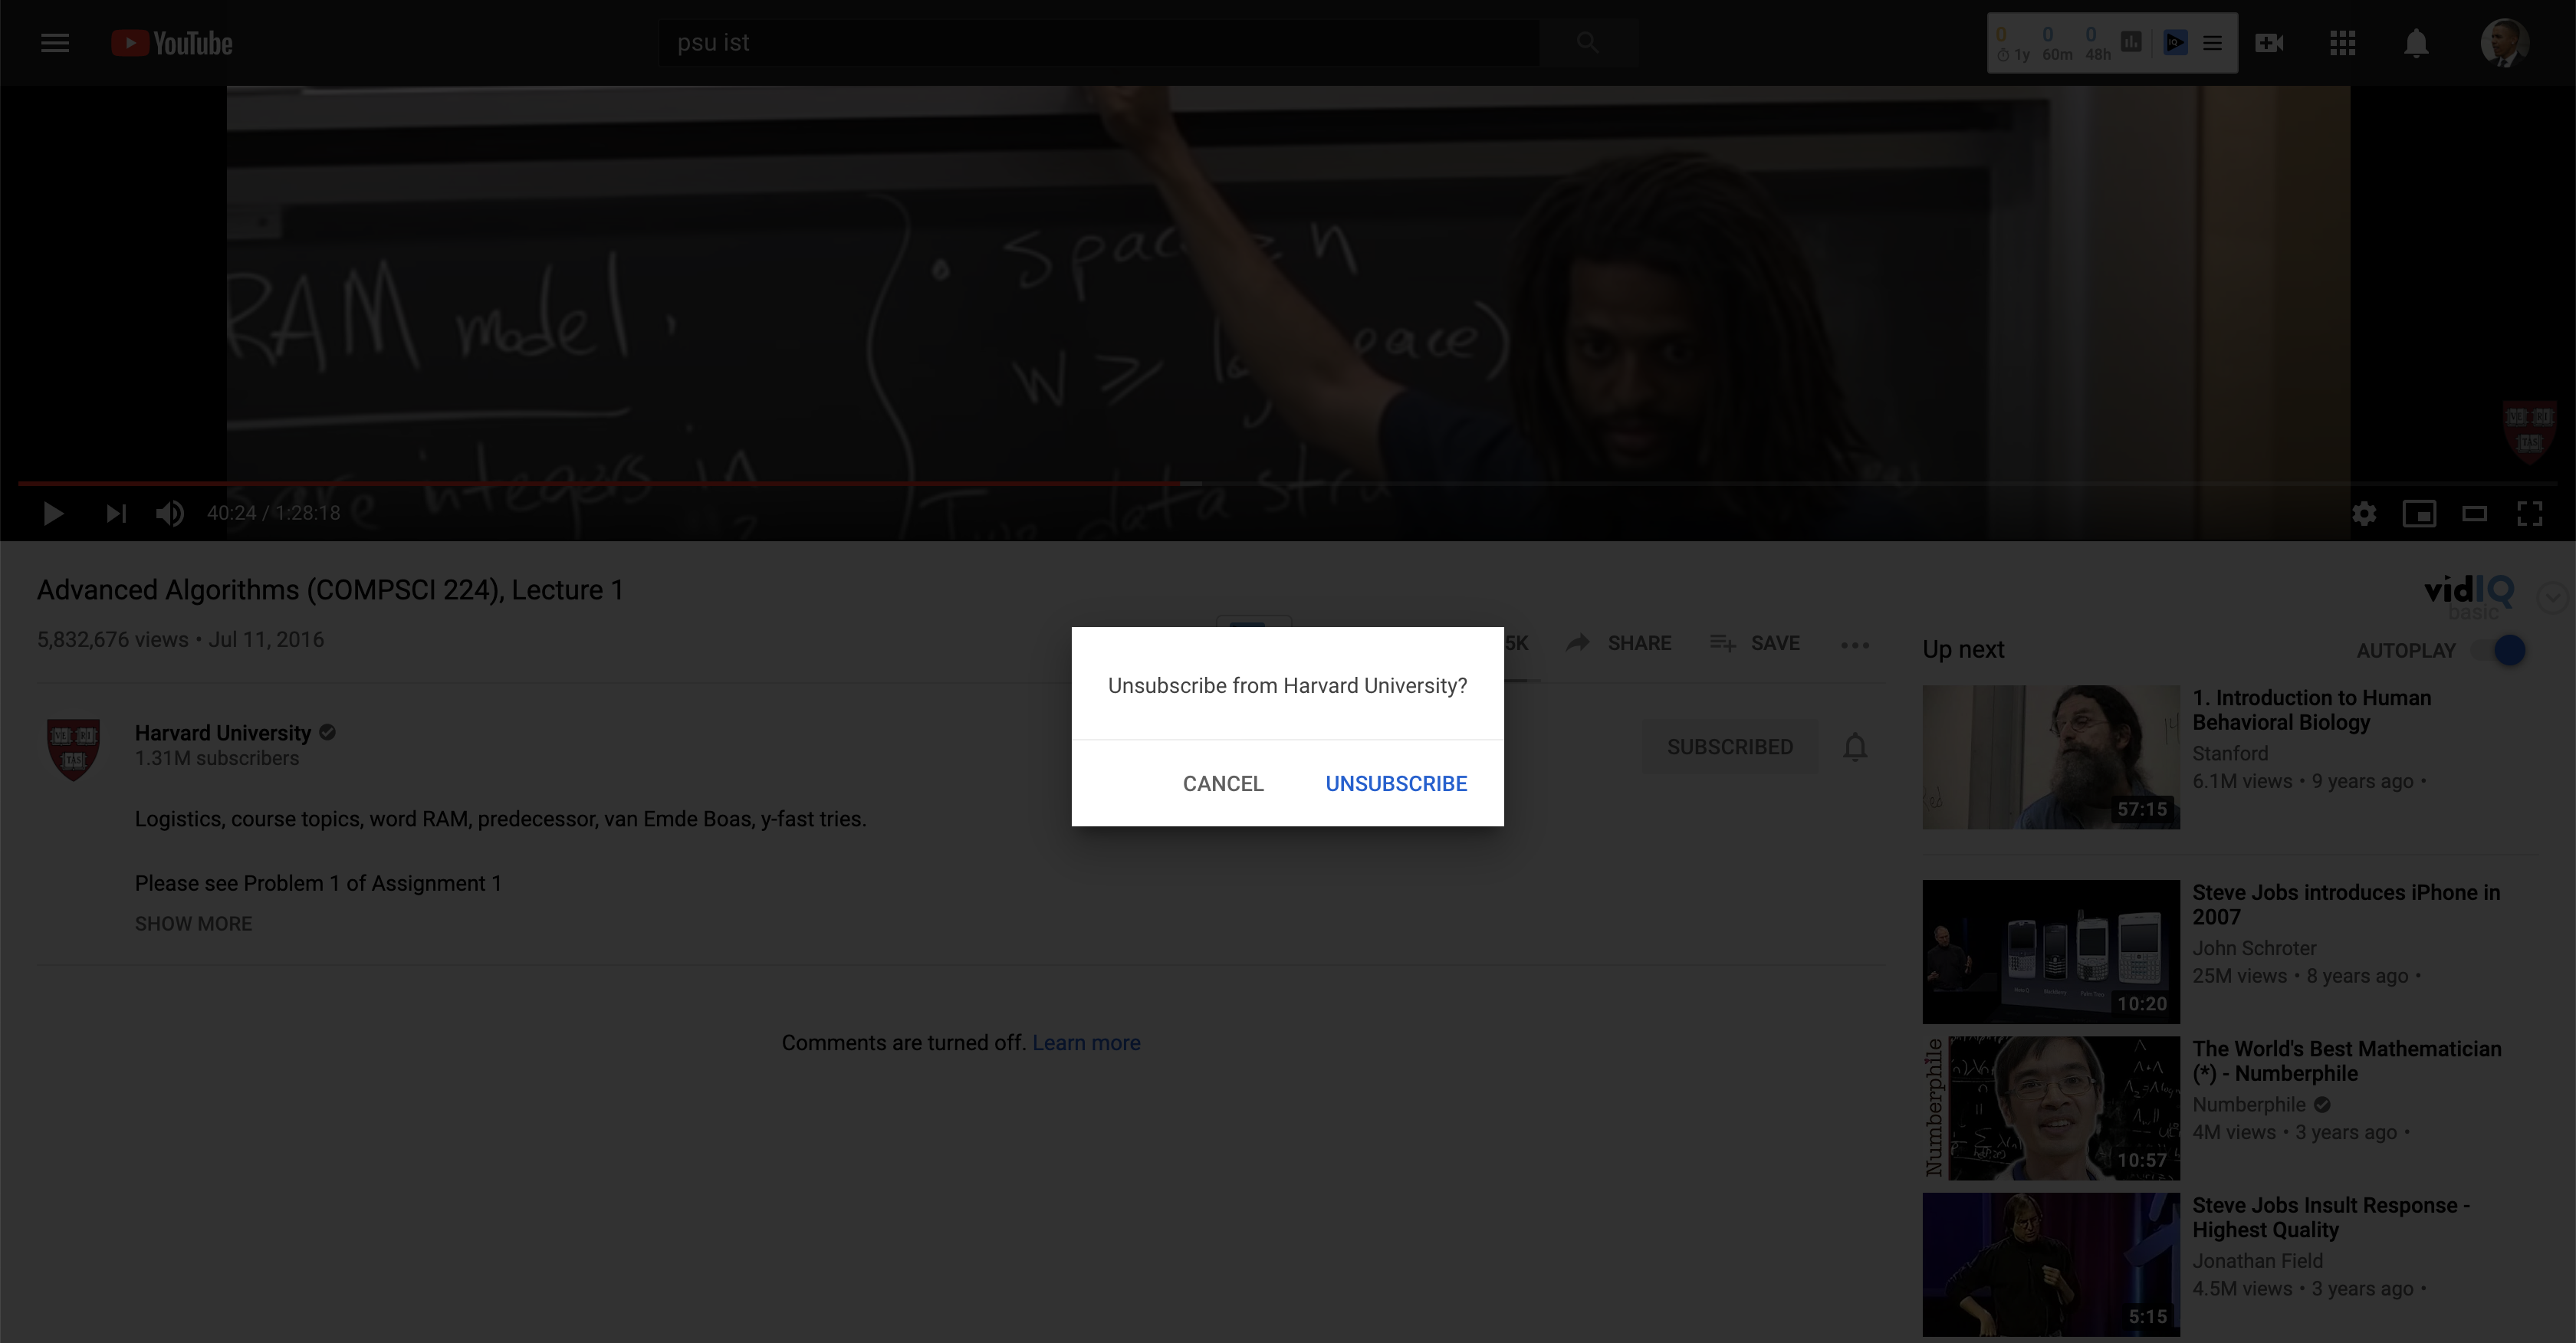 YouTube
psu ist
0 0 0
1y 60m 48h
RAM model.
space n
w ≥
pace)
integers in
Two data stru
VE RI TAS
40:24 / 1:28:18
Advanced Algorithms (COMPSCI 224), Lecture 1
5,832,676 views • Jul 11, 2016
5K SHARE SAVE
Unsubscribe from Harvard University?
CANCEL UNSUBSCRIBE
Harvard University
1.31M subscribers
SUBSCRIBED
Logistics, course topics, word RAM, predecessor, van Emde Boas, y-fast tries.
Please see Problem 1 of Assignment 1
SHOW MORE
Comments are turned off. Learn more
vidIQ
basic
Up next
AUTOPLAY
57:15
1. Introduction to Human
Behavioral Biology
Stanford
6.1M views • 9 years ago •
10:20
Steve Jobs introduces iPhone in
2007
John Schroter
25M views • 8 years ago •
Numberphile
10:57
The World's Best Mathematician
(*) - Numberphile
Numberphile
4M views • 3 years ago •
5:15
Steve Jobs Insult Response -
Highest Quality
Jonathan Field
4.5M views • 3 years ago •